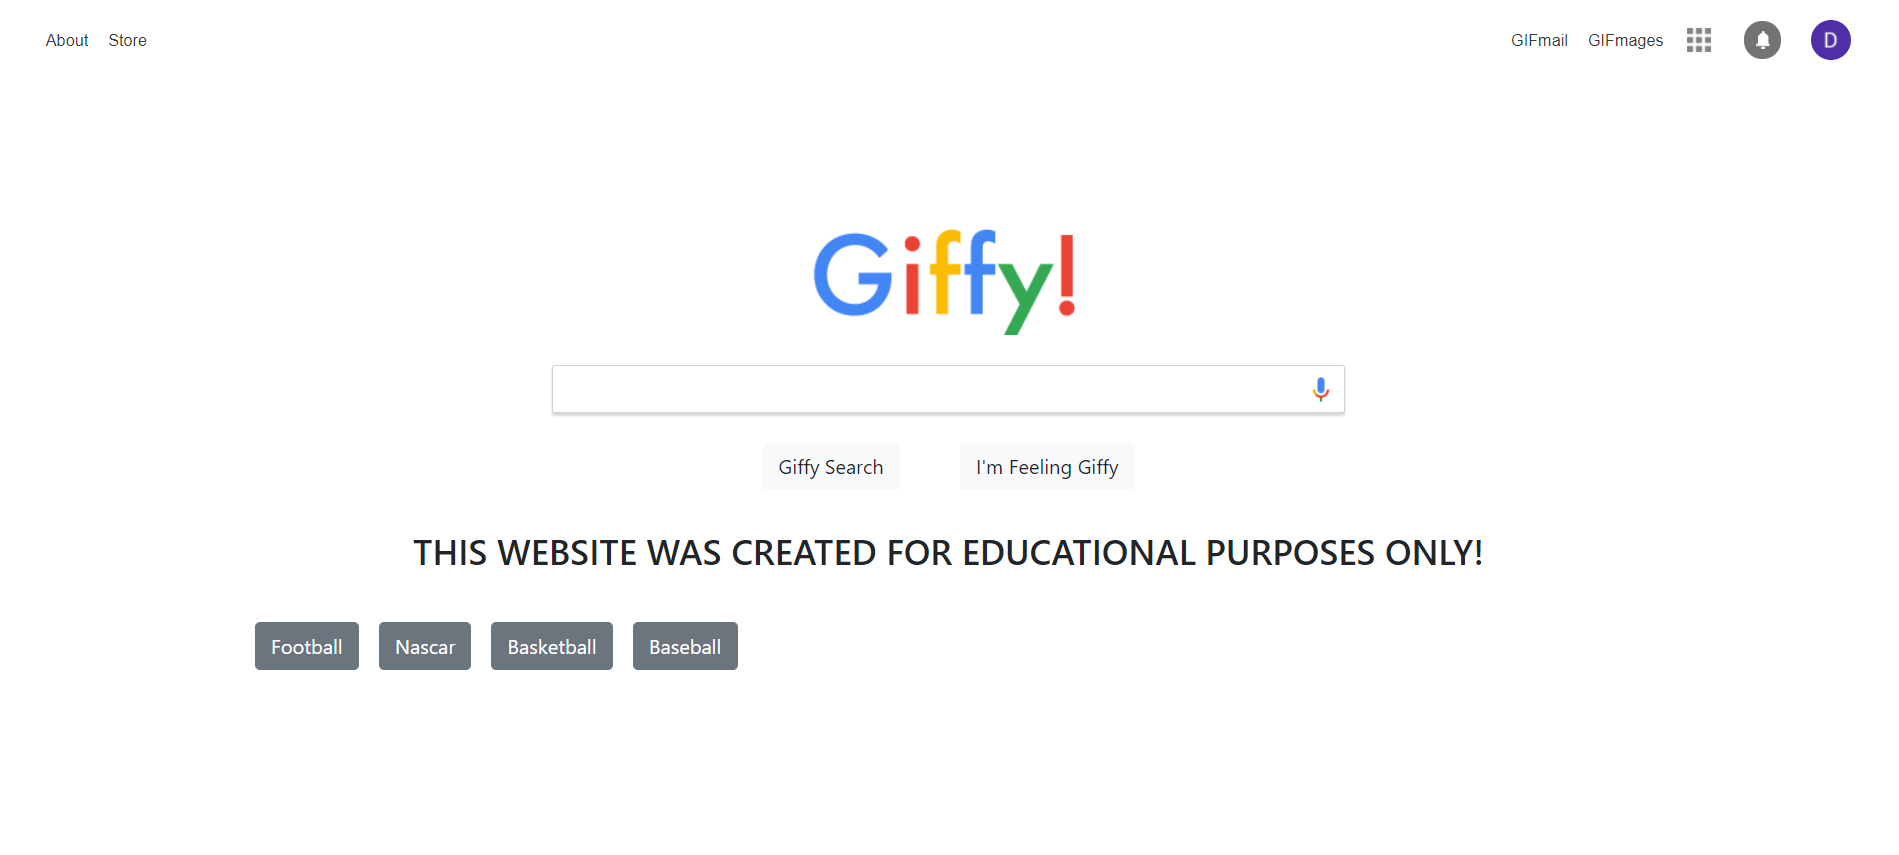 About Store GIFmail GIFmages D
Giffy!
Giffy Search I'm Feeling Giffy
THIS WEBSITE WAS CREATED FOR EDUCATIONAL PURPOSES ONLY!
Football Nascar Basketball Baseball